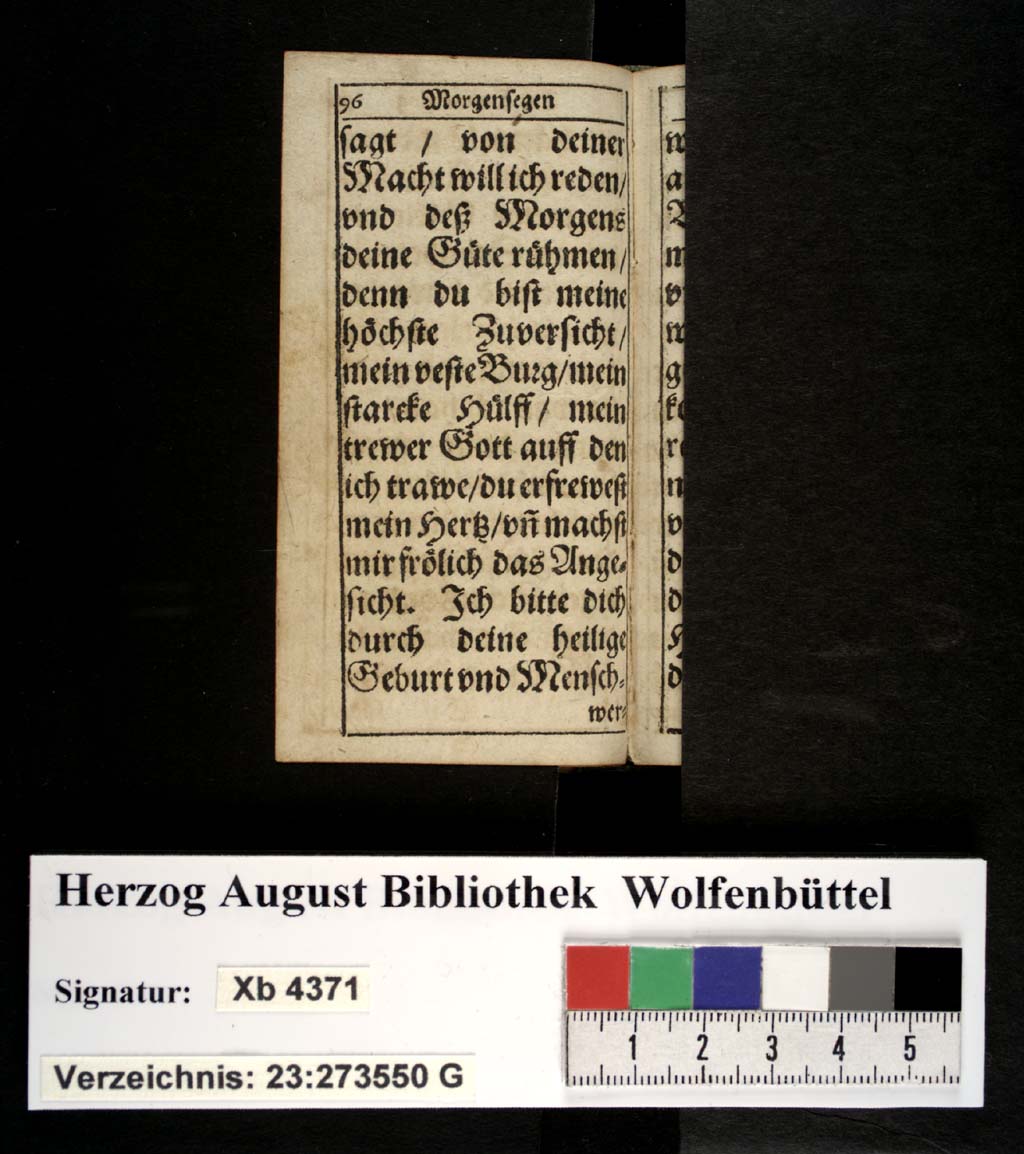 96 Morgensegen
sagt / von deiner
Macht will ich reden/
vnd deß Morgens
deine Güte rühmen/
denn du bist meine
höchste Zuversicht/
mein veste Burg/mein
starcke Hülff/ mein
trewer Gott auff den
ich trawe/du erfrewest
mein Hertz/vn̄ machst
mir frölich das Ange-
sicht. Ich bitte dich
durch deine heilige
Geburt vnd Mensch-
wer-
Herzog August Bibliothek Wolfenbüttel
Signatur: Xb 4371
Verzeichnis: 23:273550 G
1 2 3 4 5